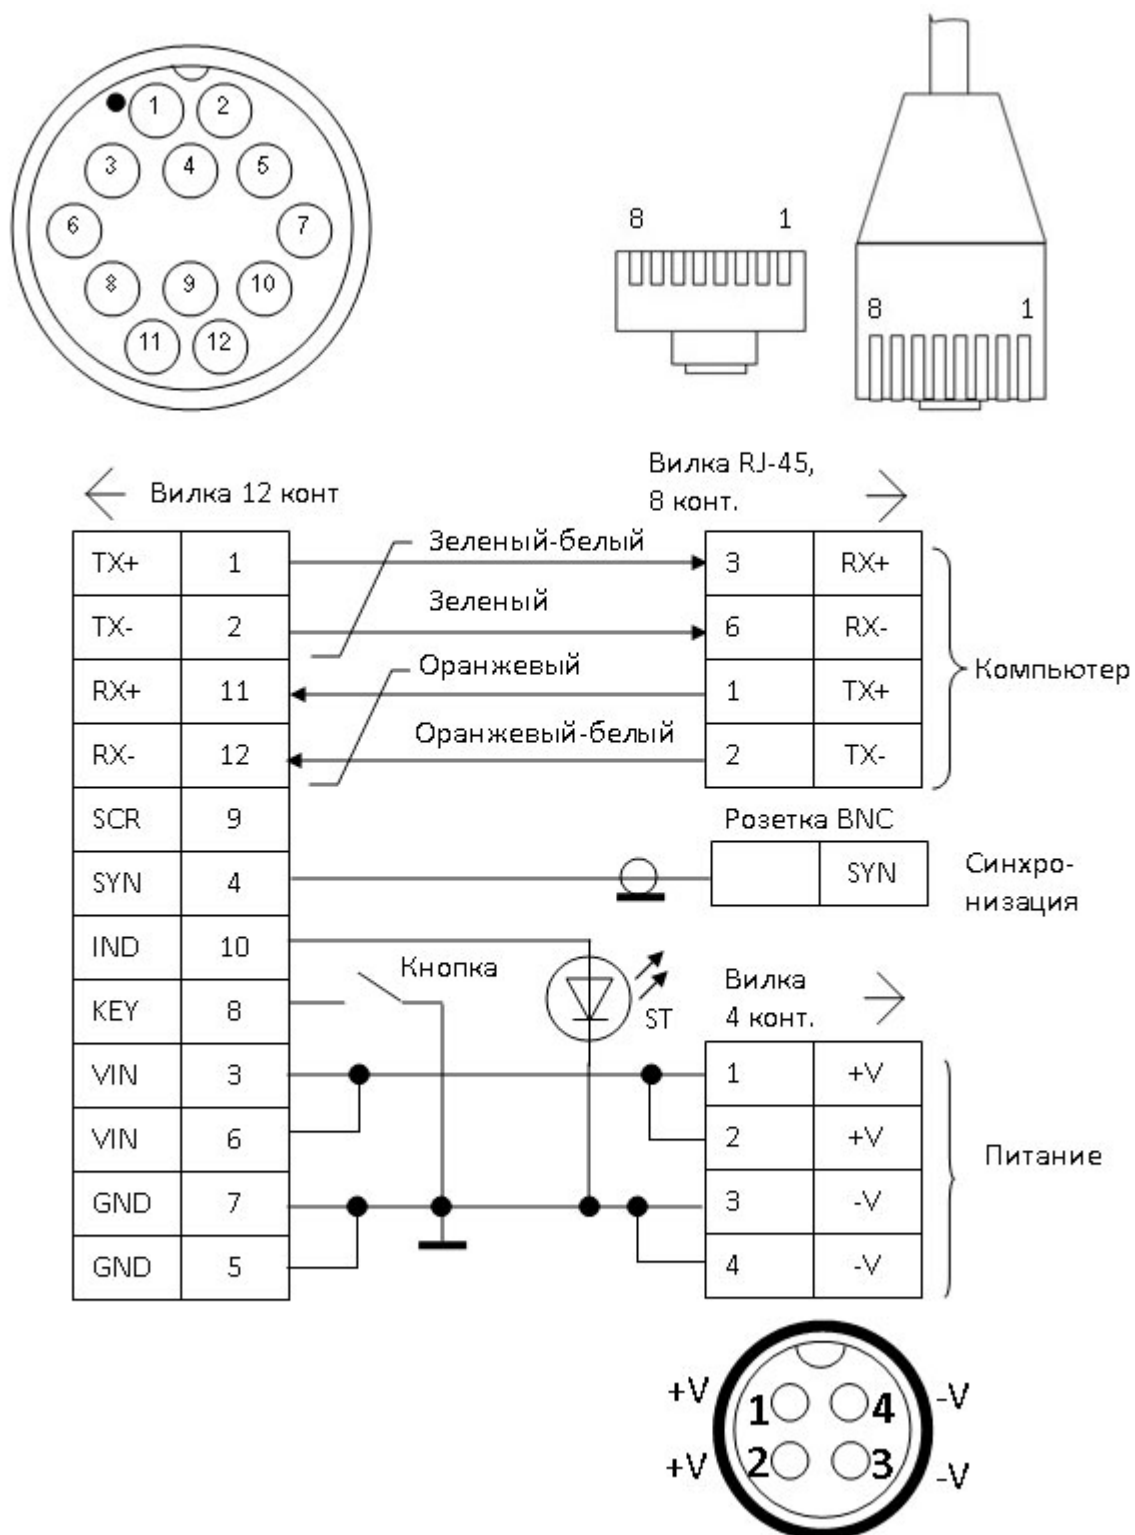 1 2
3 4 5
6 7
8 9 10
11 12
8 1
8 1
Вилка 12 конт
Вилка RJ-45,
8 конт.
TX+ 1 Зеленый-белый 3 RX+
TX- 2 Зеленый 6 RX-
RX+ 11 Оранжевый 1 TX+
RX- 12 Оранжевый-белый 2 TX-
Компьютер
SCR 9
Розетка BNC
SYN 4 SYN
Синхро-
низация
IND 10
Кнопка
ST
Вилка
4 конт.
KEY 8
VIN 3 1 +V
VIN 6 2 +V
GND 7 3 -V
GND 5 4 -V
Питание
+V 1 4 -V
+V 2 3 -V